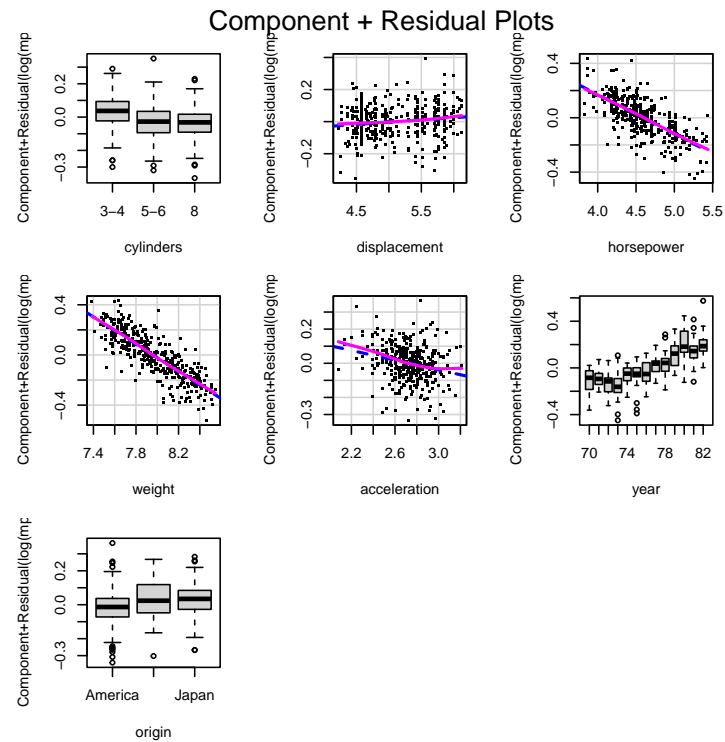 Component + Residual Plots
Component+Residual(log(mp
−0.3 0.0 0.2
3−4 5−6 8
cylinders
Component+Residual(log(mp
−0.2 0.2
4.5 5.5
displacement
Component+Residual(log(mp
−0.4 0.0 0.4
4.0 4.5 5.0 5.5
horsepower
Component+Residual(log(mp
−0.4 0.0 0.4
7.4 7.8 8.2
weight
Component+Residual(log(mp
−0.3 0.0 0.2
2.2 2.6 3.0
acceleration
Component+Residual(log(mp
−0.4 0.0 0.4
70 74 78 82
year
Component+Residual(log(mp
−0.3 0.0 0.2
America Japan
origin